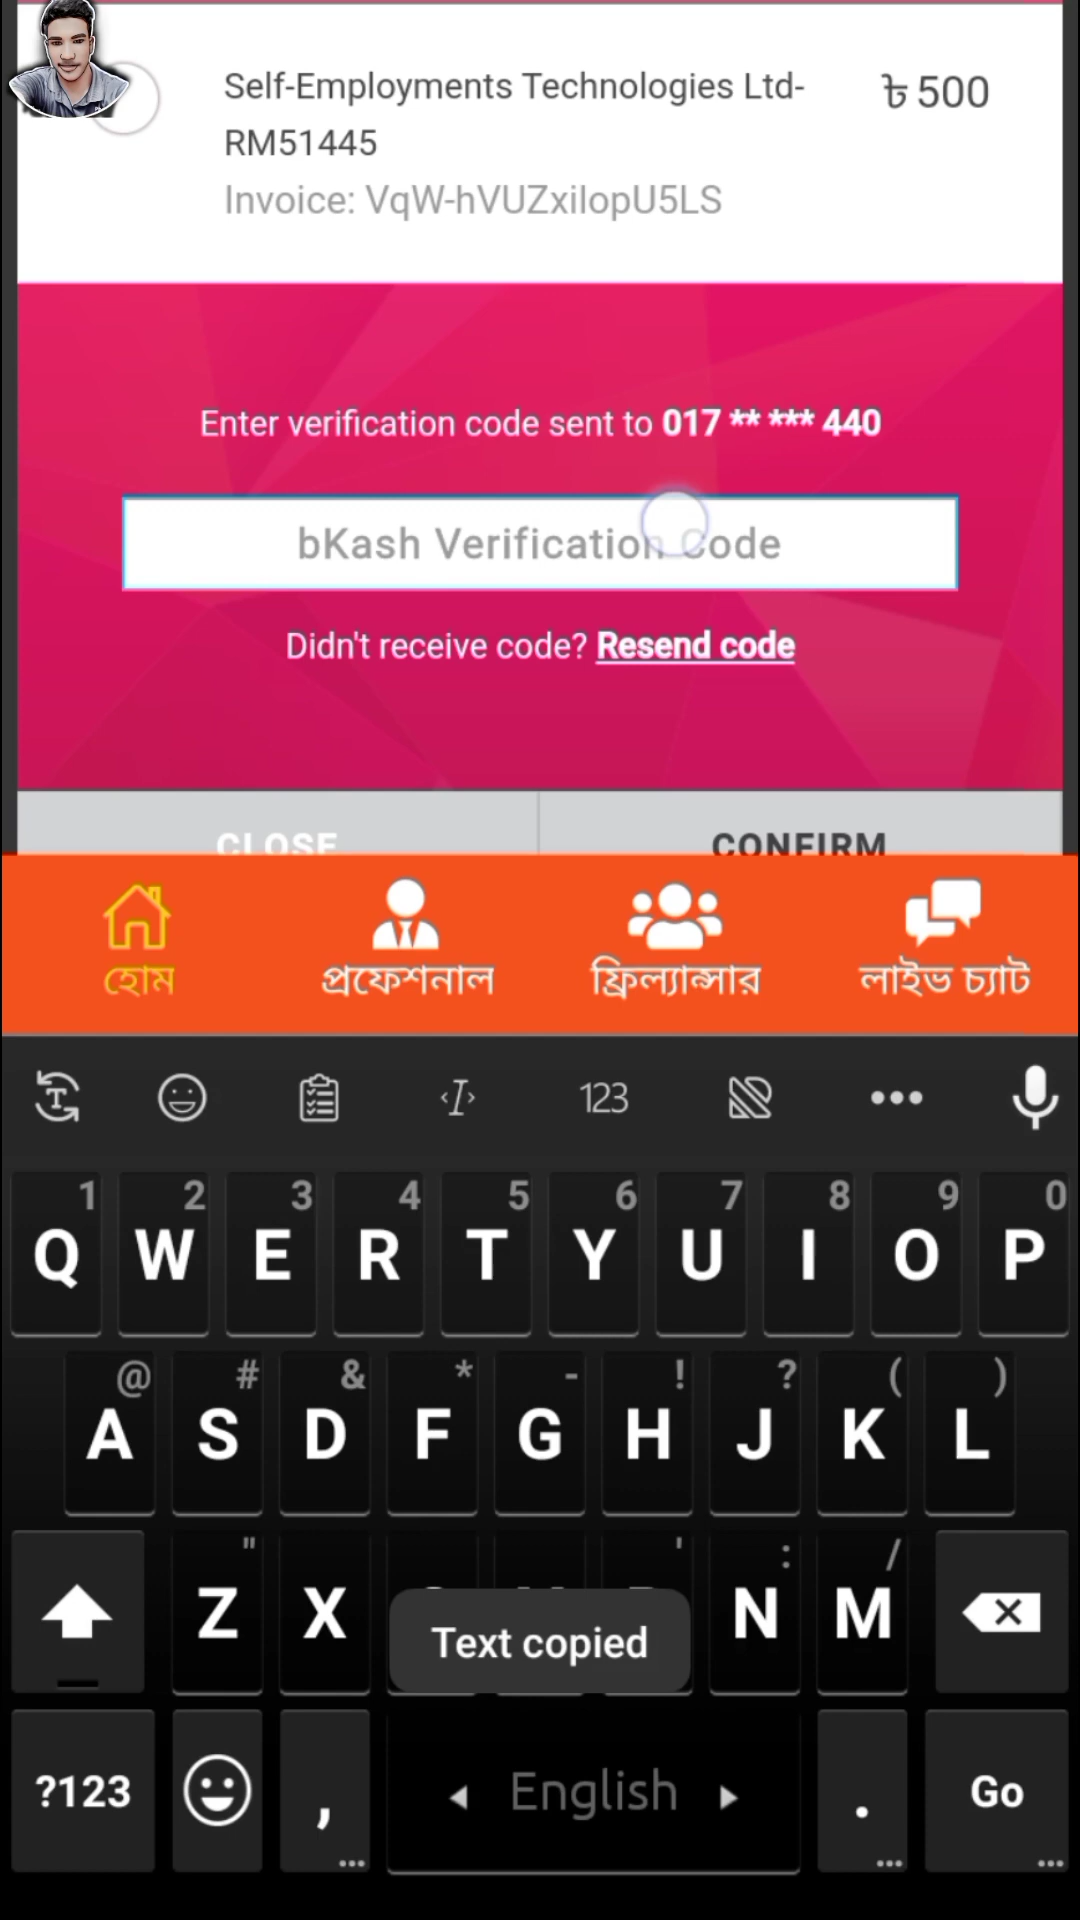 Self-Employments Technologies Ltd-
RM51445
৳ 500
Invoice: VqW-hVUZxilopU5LS
Enter verification code sent to 017 ** *** 440
bKash Verification Code
Didn't receive code? Resend code
CLOSE
CONFIRM
হোম
প্রফেশনাল
ফ্রিল্যান্সার
লাইভ চ্যাট
123
1 2 3 4 5 6 7 8 9 0
Q W E R T Y U I O P
@ # & * - ! ? ( )
A S D F G H J K L
" ' : /
Z X N M
Text copied
?123 , English . Go